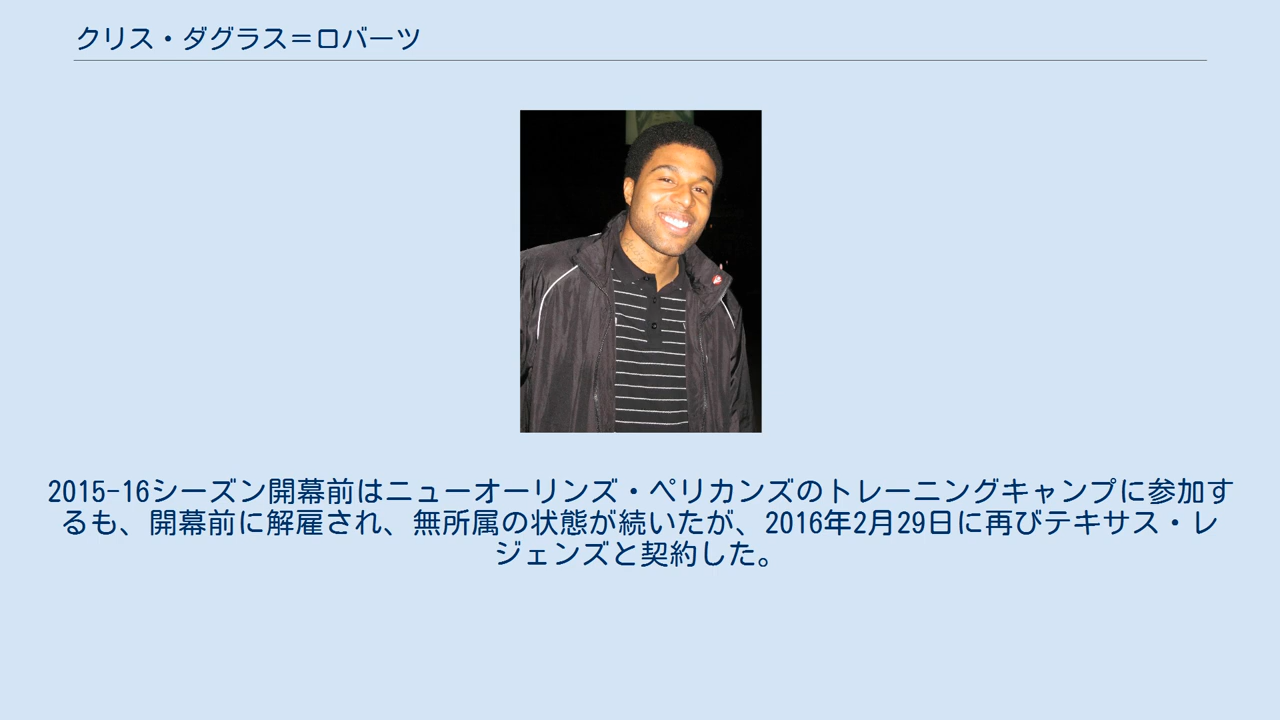 クリス・ダグラス＝ロバーツ
2015-16シーズン開幕前はニューオーリンズ・ペリカンズのトレーニングキャンプに参加す
るも、開幕前に解雇され、無所属の状態が続いたが、2016年2月29日に再びテキサス・レ
ジェンズと契約した。